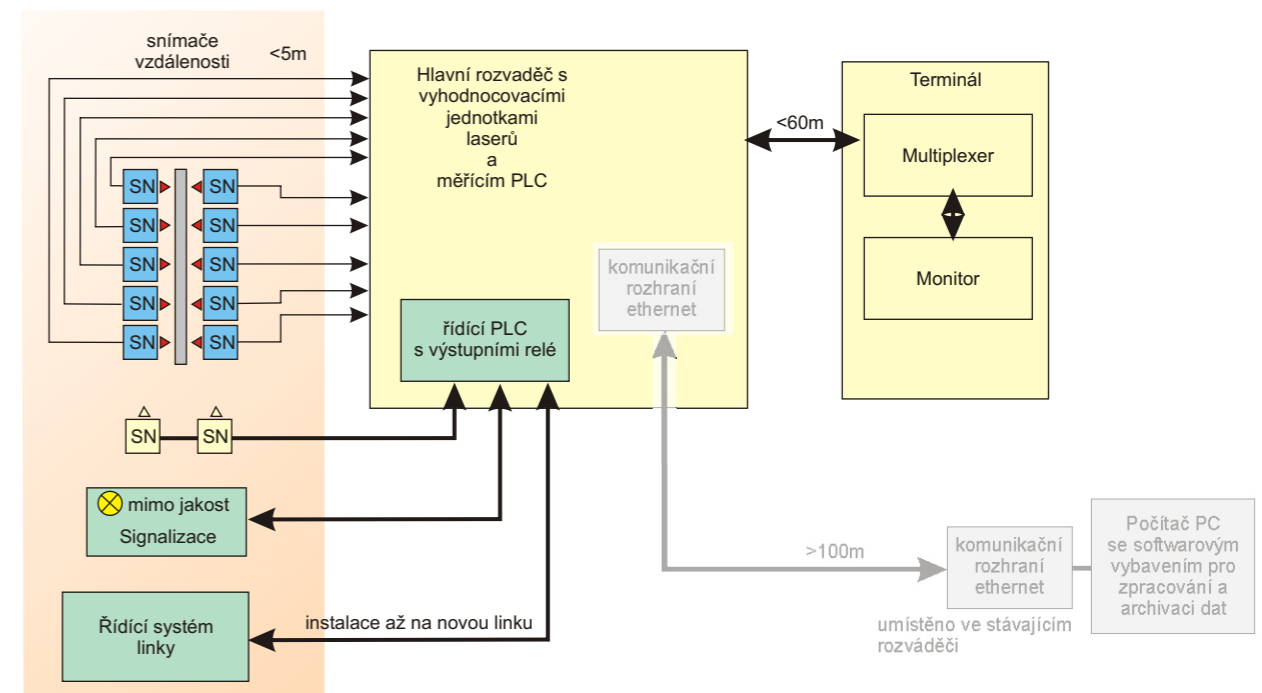 snímače
vzdálenosti
<5m
Hlavní rozvaděč s
vyhodnocovacími
jednotkami
laserů
a
měřícím PLC
<60m
Terminál
Multiplexer
Monitor
SN SN
SN SN
SN SN
SN SN
SN SN
komunikační
rozhraní
ethernet
řídící PLC
s výstupními relé
SN SN
mimo jakost
Signalizace
Řídící systém
linky
instalace až na novou linku
>100m
komunikační
rozhraní
ethernet
umístěno ve stávajícím
rozváděči
Počítač PC
se softwarovým
vybavením pro
zpracování a
archivaci dat